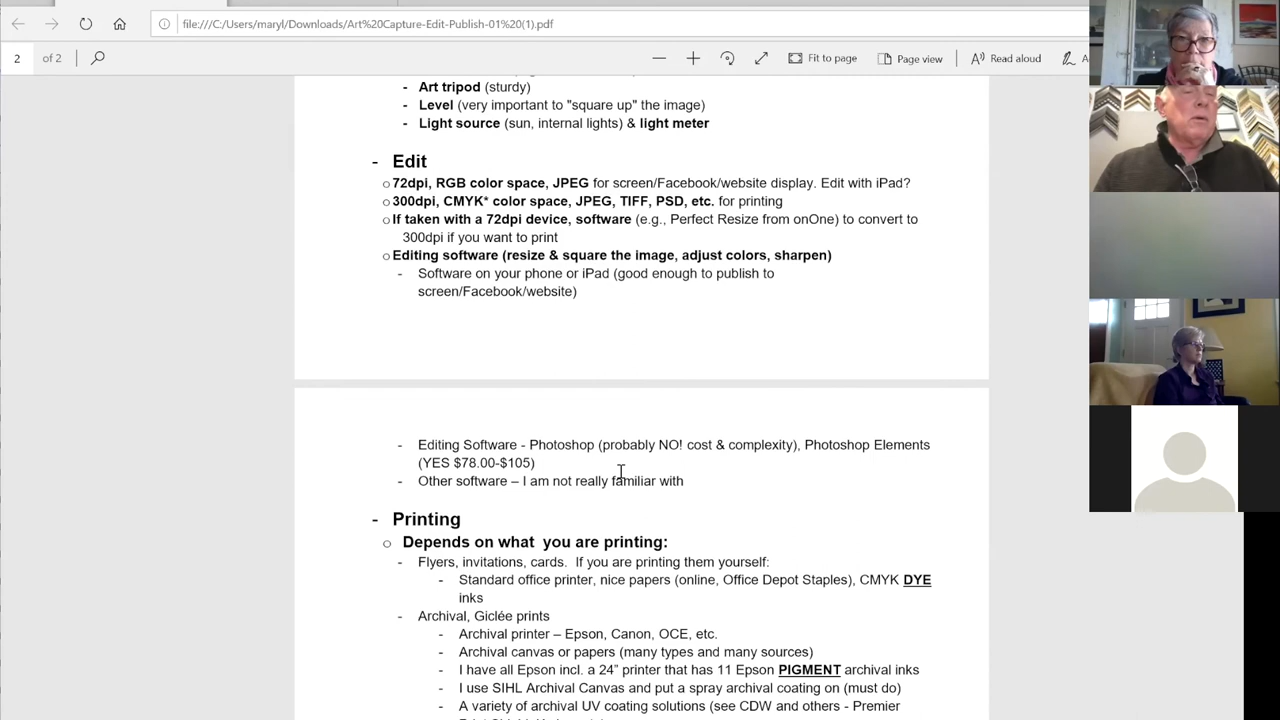 file:///C:/Users/maryl/Downloads/Art%20Capture-Edit-Publish-01%20(1).pdf
2 of 2
Fit to page
Page view
Read aloud
- Art tripod (sturdy)
- Level (very important to "square up" the image)
- Light source (sun, internal lights) & light meter
- Edit
○ 72dpi, RGB color space, JPEG for screen/Facebook/website display. Edit with iPad?
○ 300dpi, CMYK* color space, JPEG, TIFF, PSD, etc. for printing
○ If taken with a 72dpi device, software (e.g., Perfect Resize from onOne) to convert to
300dpi if you want to print
○ Editing software (resize & square the image, adjust colors, sharpen)
- Software on your phone or iPad (good enough to publish to
screen/Facebook/website)
- Editing Software - Photoshop (probably NO! cost & complexity), Photoshop Elements
(YES $78.00-$105)
- Other software – I am not really familiar with
- Printing
○ Depends on what you are printing:
- Flyers, invitations, cards. If you are printing them yourself:
- Standard office printer, nice papers (online, Office Depot Staples), CMYK DYE
inks
- Archival, Giclée prints
- Archival printer – Epson, Canon, OCE, etc.
- Archival canvas or papers (many types and many sources)
- I have all Epson incl. a 24” printer that has 11 Epson PIGMENT archival inks
- I use SIHL Archival Canvas and put a spray archival coating on (must do)
- A variety of archival UV coating solutions (see CDW and others - Premier